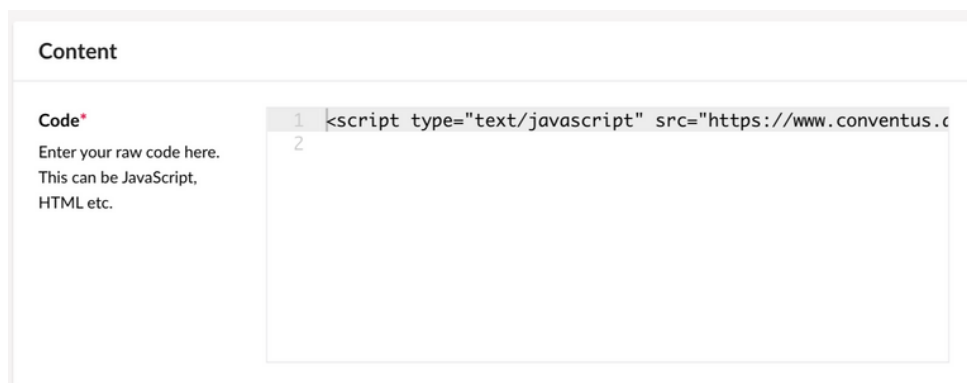 Content
Code*
Enter your raw code here.
This can be JavaScript,
HTML etc.
1 <script type="text/javascript" src="https://www.conventus.
2